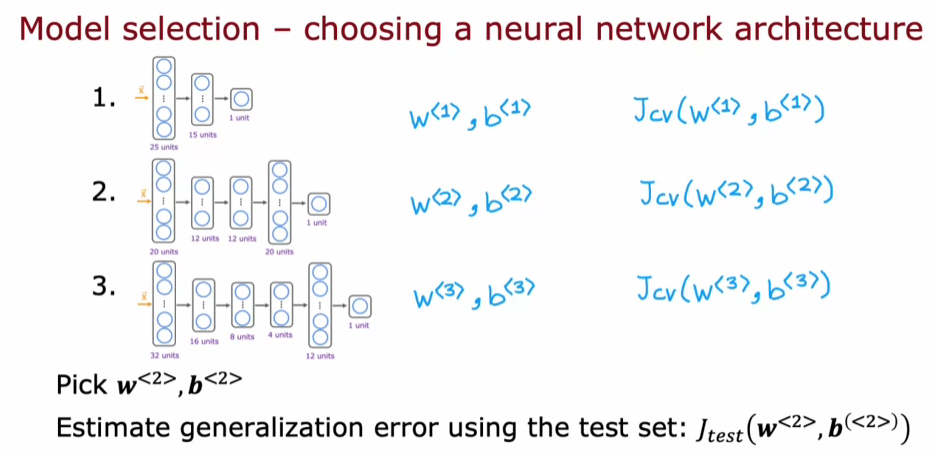 Model selection – choosing a neural network architecture
1. x⃗ 25 units 15 units 1 unit w<1>, b<1> Jcv(w<1>, b<1>)
2. x⃗ 20 units 12 units 12 units 20 units 1 unit w<2>, b<2> Jcv(w<2>, b<2>)
3. x⃗ 32 units 16 units 8 units 4 units 12 units 1 unit w<3>, b<3> Jcv(w<3>, b<3>)
Pick w<2>, b<2>
Estimate generalization error using the test set: Jtest(w<2>, b(<2>))